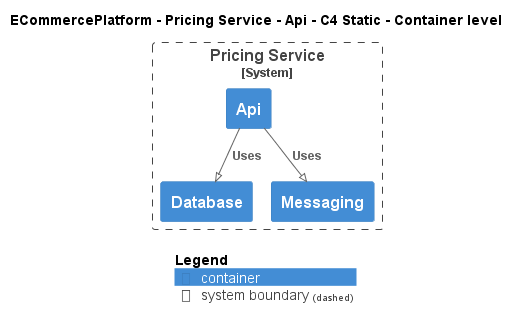 ECommercePlatform - Pricing Service - Api - C4 Static - Container level
Pricing Service
[System]
Api
Uses Uses
Database Messaging
Legend
container
system boundary (dashed)